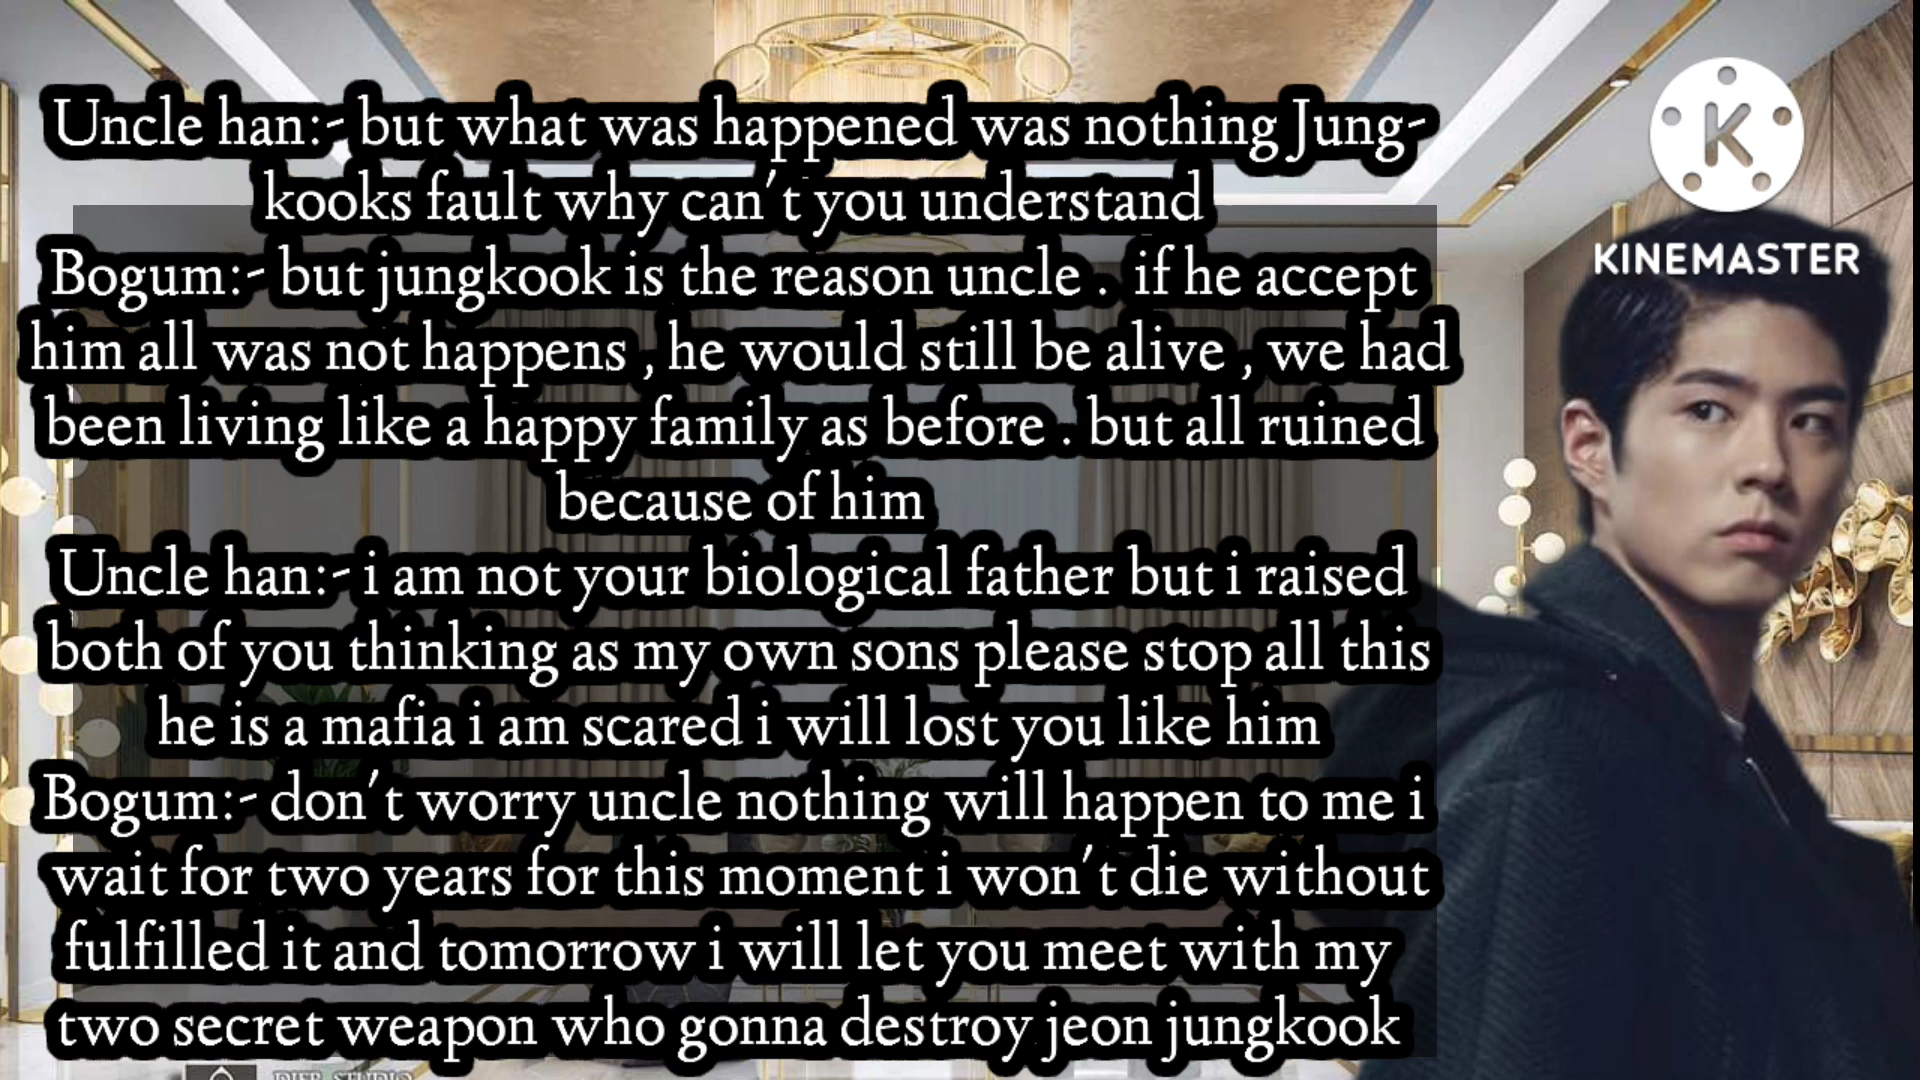 Uncle han:- but what was happened was nothing Jung-
kooks fault why can't you understand
Bogum:- but jungkook is the reason uncle . if he accept
him all was not happens , he would still be alive , we had
been living like a happy family as before . but all ruined
because of him
Uncle han:- i am not your biological father but i raised
both of you thinking as my own sons please stop all this
he is a mafia i am scared i will lost you like him
Bogum:- don't worry uncle nothing will happen to me i
wait for two years for this moment i won't die without
fulfilled it and tomorrow i will let you meet with my
two secret weapon who gonna destroy jeon jungkook
K
KINEMASTER